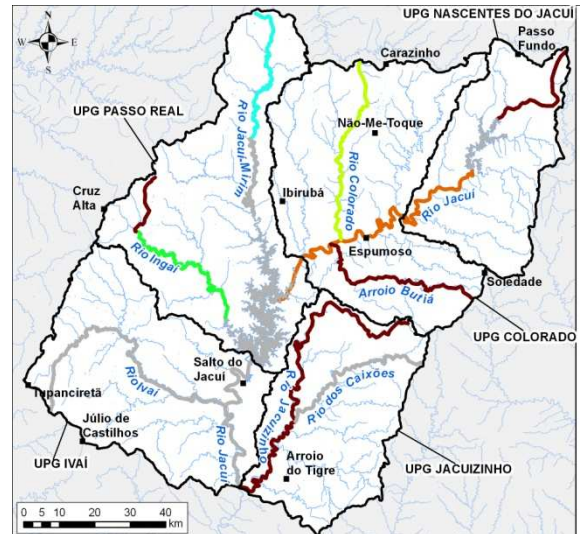 UPG NASCENTES DO JACUÍ
N
W
E
S
Passo
Fundo
Carazinho
UPG PASSO REAL
Rio Jacuí-Mirim
Não-Me-Toque
Rio Colorado
Cruz
Alta
Ibirubá
Rio Jacuí
Rio Ingaí
Espumoso
Soledade
Arroio Buriá
UPG COLORADO
Salto do
Jacuí
Rio dos Caixões
Rio Jacuizinho
Tupanciretã
Rio Ivaí
Júlio de
Castilhos
Rio Jacuí
Arroio
do Tigre
UPG IVAÍ
UPG JACUIZINHO
0 5 10 20 30 40
km